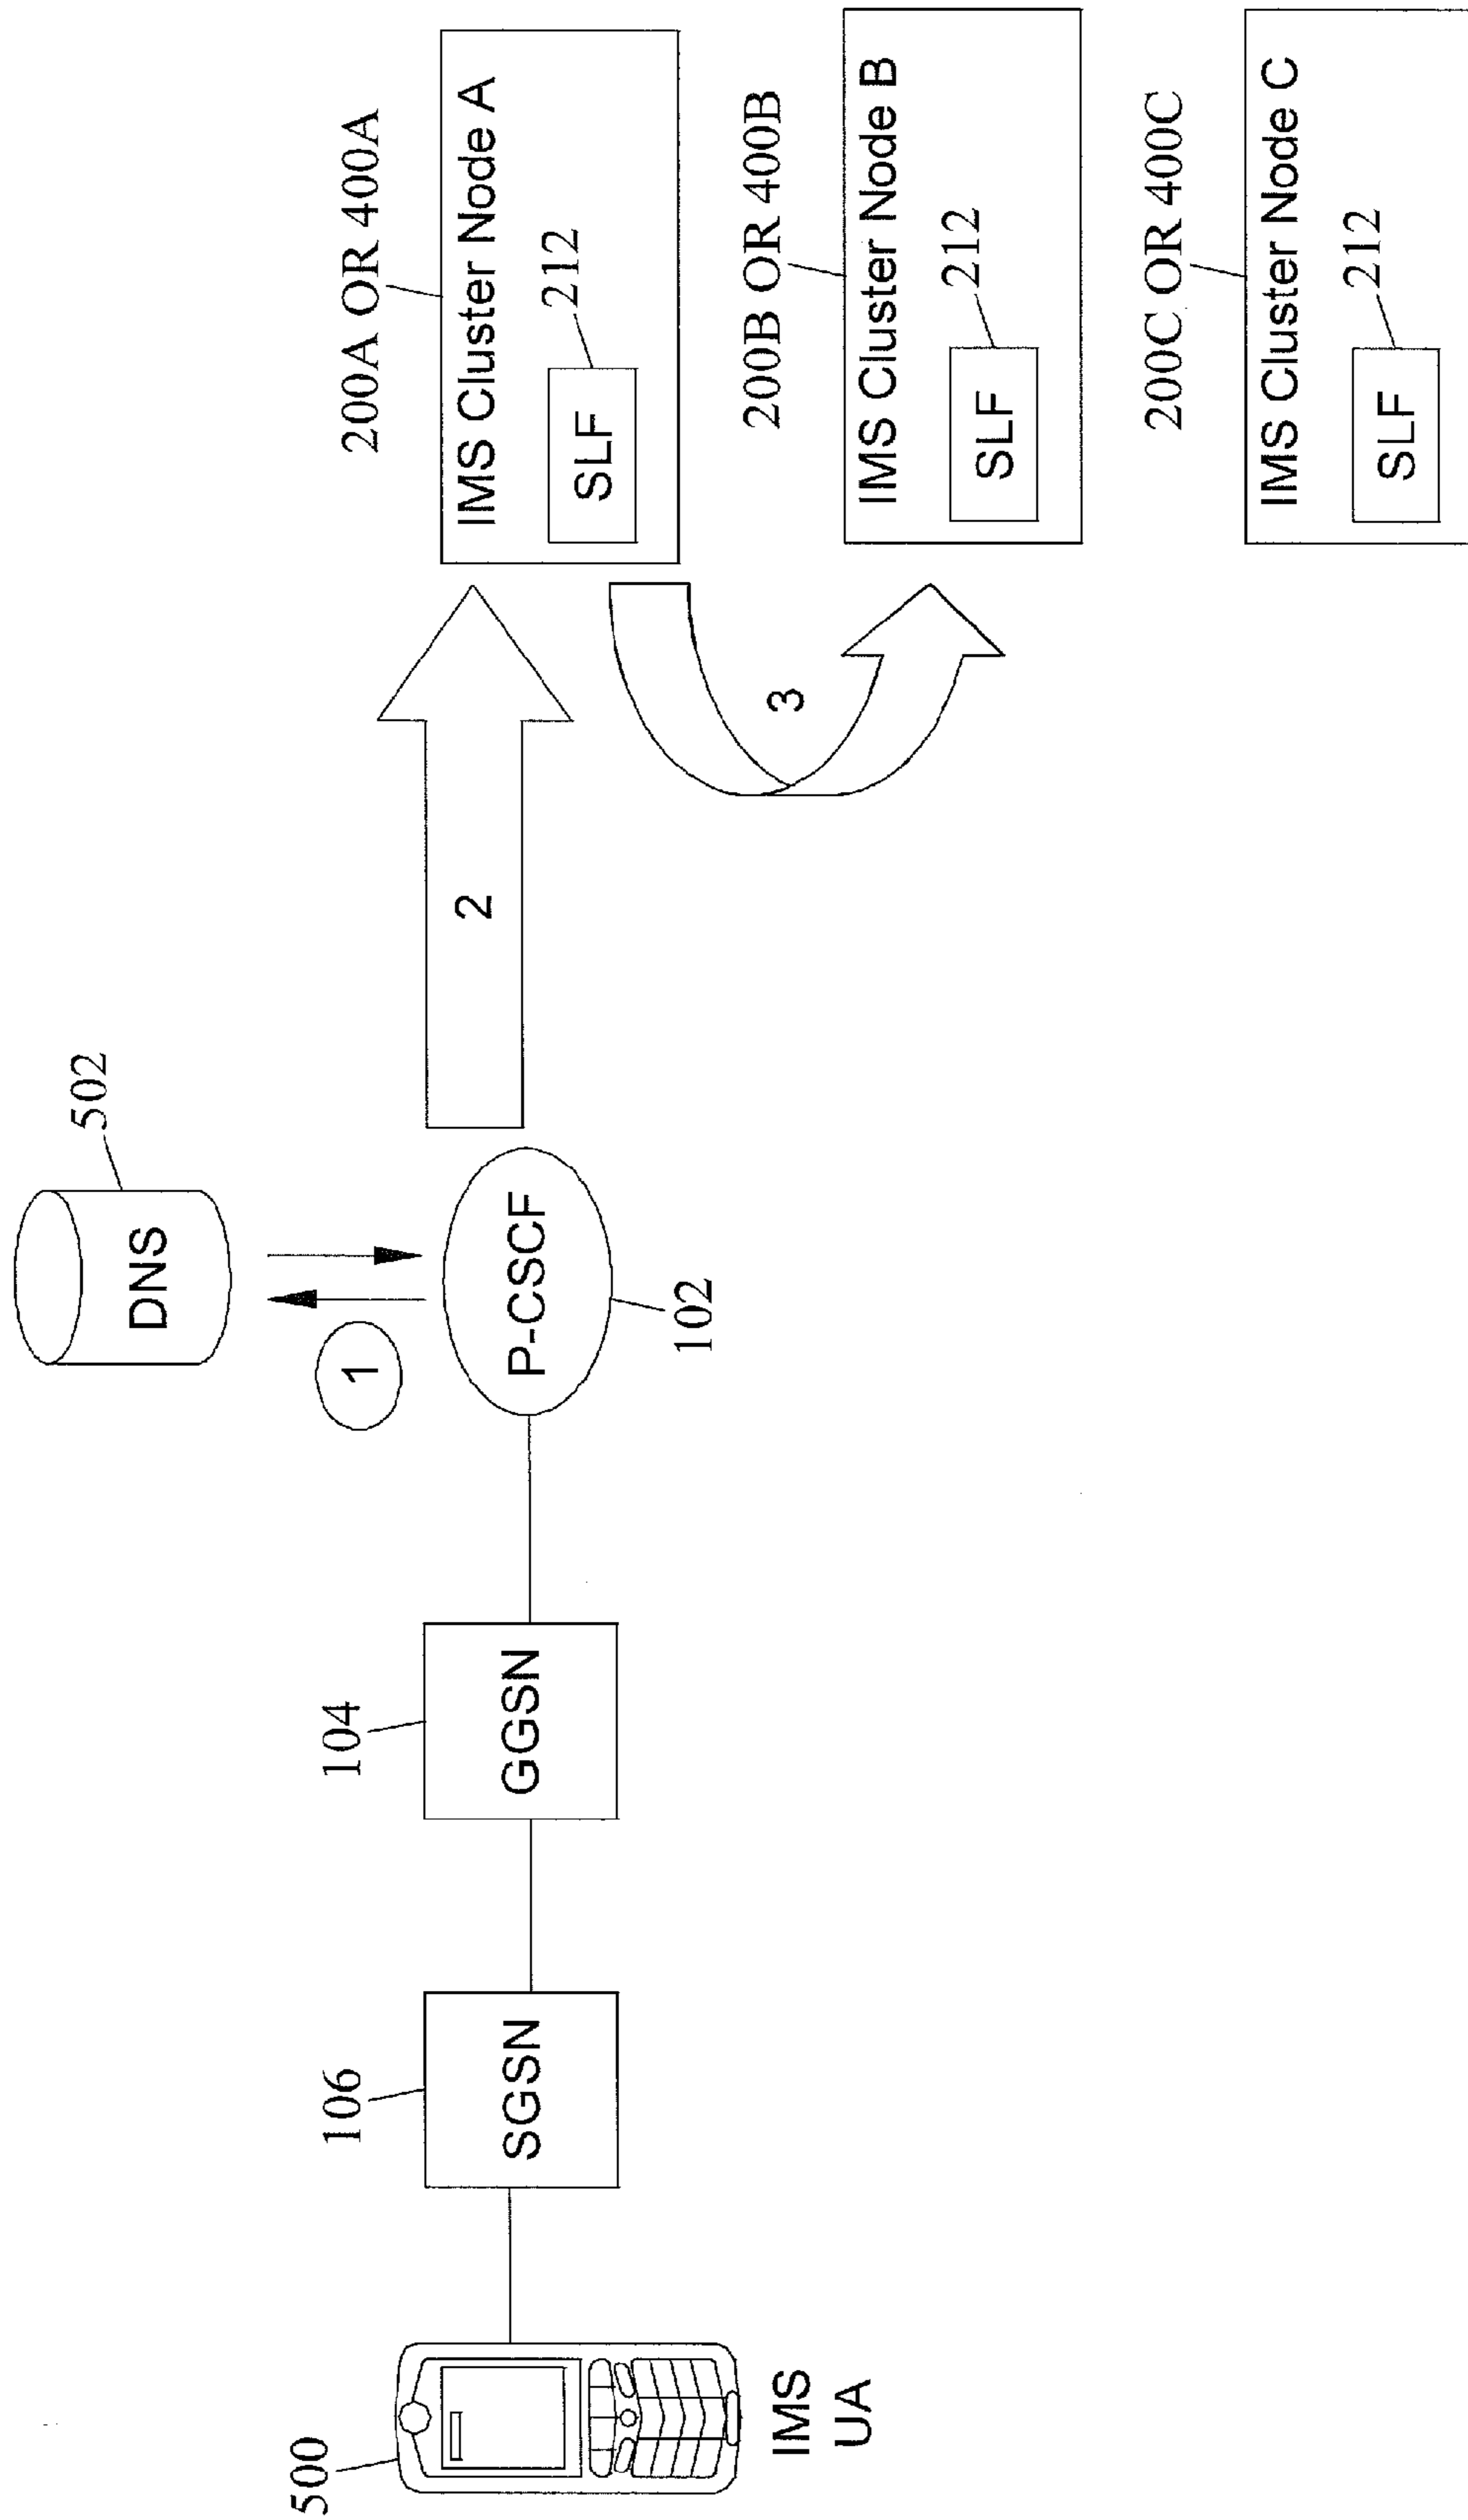 502
DNS
1
500
IMS
UA
106
SGSN
104
GGSN
P-CSCF
102
2
3
200A OR 400A
IMS Cluster Node A
212
SLF
200B OR 400B
IMS Cluster Node B
212
SLF
200C OR 400C
IMS Cluster Node C
212
SLF